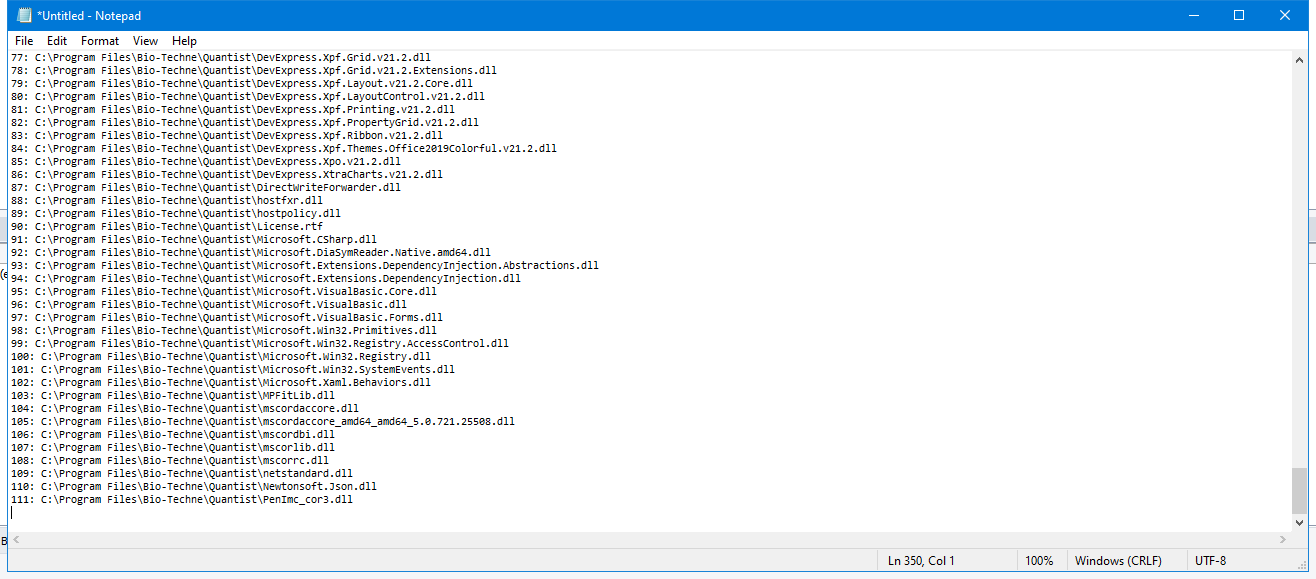 *Untitled - Notepad
File Edit Format View Help
77: C:\Program Files\Bio-Techne\Quantist\DevExpress.Xpf.Grid.v21.2.dll
78: C:\Program Files\Bio-Techne\Quantist\DevExpress.Xpf.Grid.v21.2.Extensions.dll
79: C:\Program Files\Bio-Techne\Quantist\DevExpress.Xpf.Layout.v21.2.Core.dll
80: C:\Program Files\Bio-Techne\Quantist\DevExpress.Xpf.LayoutControl.v21.2.dll
81: C:\Program Files\Bio-Techne\Quantist\DevExpress.Xpf.Printing.v21.2.dll
82: C:\Program Files\Bio-Techne\Quantist\DevExpress.Xpf.PropertyGrid.v21.2.dll
83: C:\Program Files\Bio-Techne\Quantist\DevExpress.Xpf.Ribbon.v21.2.dll
84: C:\Program Files\Bio-Techne\Quantist\DevExpress.Xpf.Themes.Office2019Colorful.v21.2.dll
85: C:\Program Files\Bio-Techne\Quantist\DevExpress.Xpo.v21.2.dll
86: C:\Program Files\Bio-Techne\Quantist\DevExpress.XtraCharts.v21.2.dll
87: C:\Program Files\Bio-Techne\Quantist\DirectWriteForwarder.dll
88: C:\Program Files\Bio-Techne\Quantist\hostfxr.dll
89: C:\Program Files\Bio-Techne\Quantist\hostpolicy.dll
90: C:\Program Files\Bio-Techne\Quantist\License.rtf
91: C:\Program Files\Bio-Techne\Quantist\Microsoft.CSharp.dll
92: C:\Program Files\Bio-Techne\Quantist\Microsoft.DiaSymReader.Native.amd64.dll
93: C:\Program Files\Bio-Techne\Quantist\Microsoft.Extensions.DependencyInjection.Abstractions.dll
94: C:\Program Files\Bio-Techne\Quantist\Microsoft.Extensions.DependencyInjection.dll
95: C:\Program Files\Bio-Techne\Quantist\Microsoft.VisualBasic.Core.dll
96: C:\Program Files\Bio-Techne\Quantist\Microsoft.VisualBasic.dll
97: C:\Program Files\Bio-Techne\Quantist\Microsoft.VisualBasic.Forms.dll
98: C:\Program Files\Bio-Techne\Quantist\Microsoft.Win32.Primitives.dll
99: C:\Program Files\Bio-Techne\Quantist\Microsoft.Win32.Registry.AccessControl.dll
100: C:\Program Files\Bio-Techne\Quantist\Microsoft.Win32.Registry.dll
101: C:\Program Files\Bio-Techne\Quantist\Microsoft.Win32.SystemEvents.dll
102: C:\Program Files\Bio-Techne\Quantist\Microsoft.Xaml.Behaviors.dll
103: C:\Program Files\Bio-Techne\Quantist\MPFitLib.dll
104: C:\Program Files\Bio-Techne\Quantist\mscordaccore.dll
105: C:\Program Files\Bio-Techne\Quantist\mscordaccore_amd64_amd64_5.0.721.25508.dll
106: C:\Program Files\Bio-Techne\Quantist\mscordbi.dll
107: C:\Program Files\Bio-Techne\Quantist\mscorlib.dll
108: C:\Program Files\Bio-Techne\Quantist\mscorrc.dll
109: C:\Program Files\Bio-Techne\Quantist\netstandard.dll
110: C:\Program Files\Bio-Techne\Quantist\Newtonsoft.Json.dll
111: C:\Program Files\Bio-Techne\Quantist\PenImc_cor3.dll
Ln 350, Col 1 100% Windows (CRLF) UTF-8